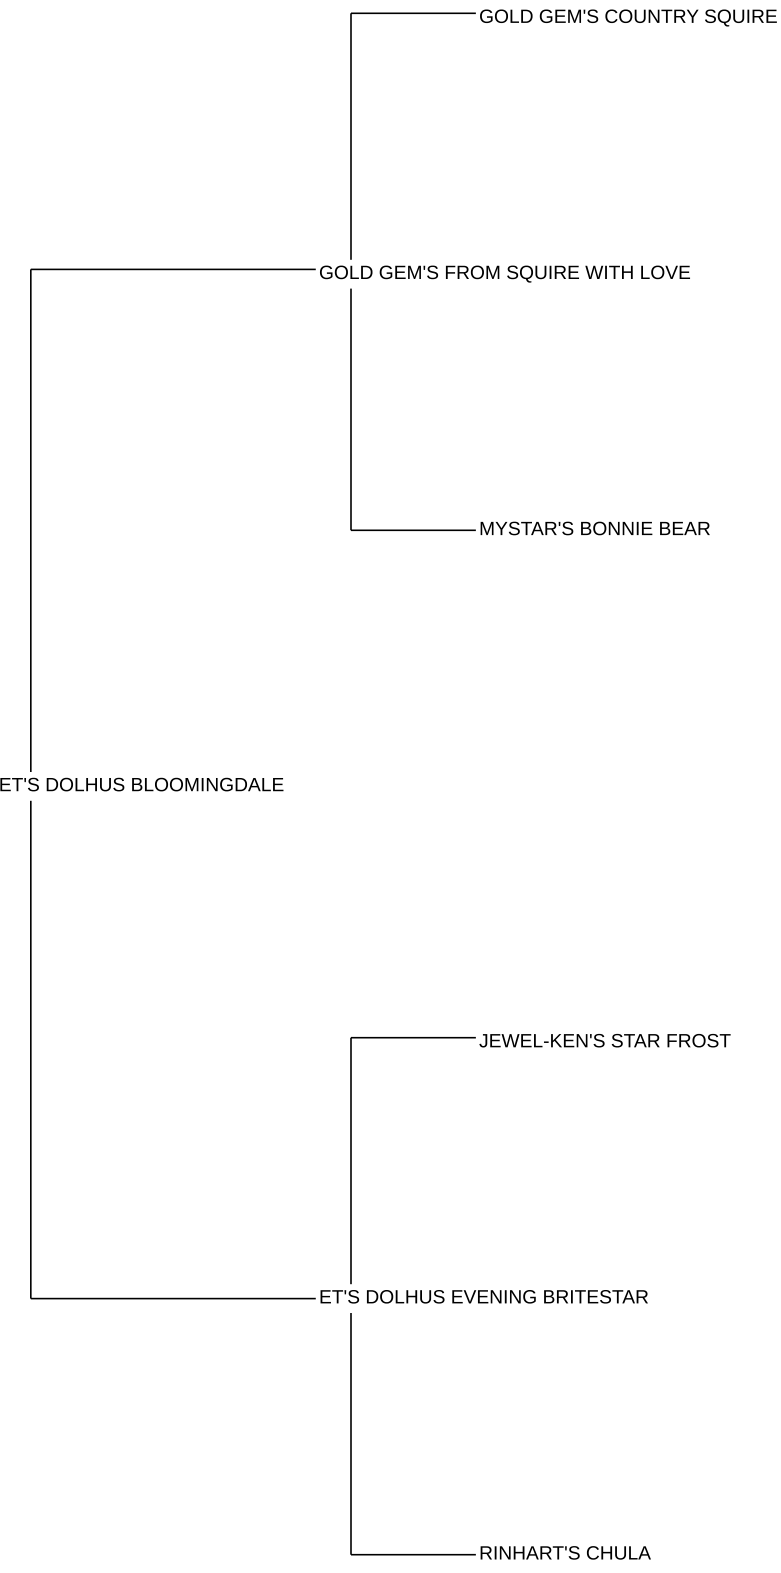 GOLD GEM'S COUNTRY SQUIRE
GOLD GEM'S FROM SQUIRE WITH LOVE
MYSTAR'S BONNIE BEAR
ET'S DOLHUS BLOOMINGDALE
JEWEL-KEN'S STAR FROST
ET'S DOLHUS EVENING BRITESTAR
RINHART'S CHULA